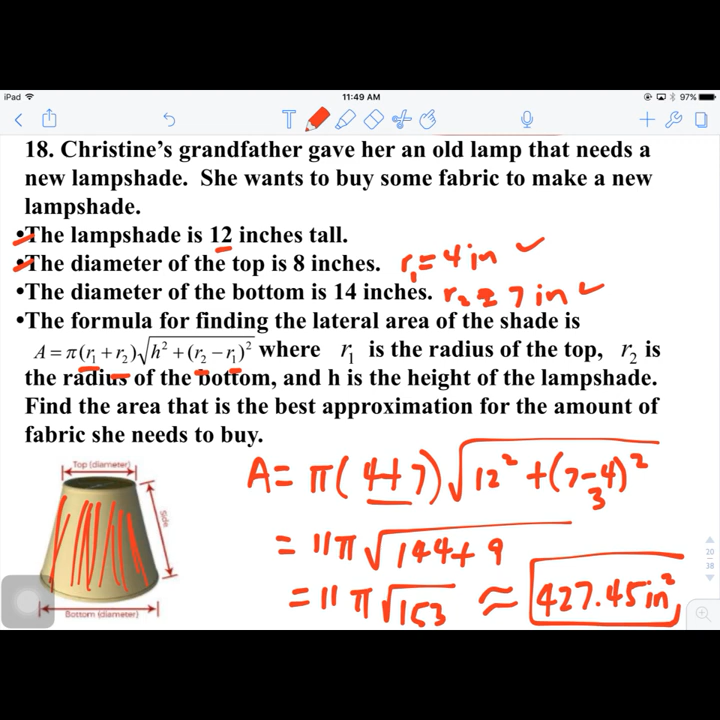 iPad 11:49 AM 97%
T
18. Christine's grandfather gave her an old lamp that needs a
new lampshade. She wants to buy some fabric to make a new
lampshade.
•The lampshade is 12 inches tall.
•The diameter of the top is 8 inches. r₁ = 4 in ✓
•The diameter of the bottom is 14 inches. r₂ = 7 in ✓
•The formula for finding the lateral area of the shade is
A = π(r₁ + r₂)√(h² + (r₂ − r₁)²) where r₁ is the radius of the top, r₂ is
the radius of the bottom, and h is the height of the lampshade.
Find the area that is the best approximation for the amount of
fabric she needs to buy.
Top (diameter)
Side
Bottom (diameter)
A = π(4+7)√(12² + (7−4)²)
3
= 11π√(144+9)
= 11π√153 ≈ 427.45 in²
20
38